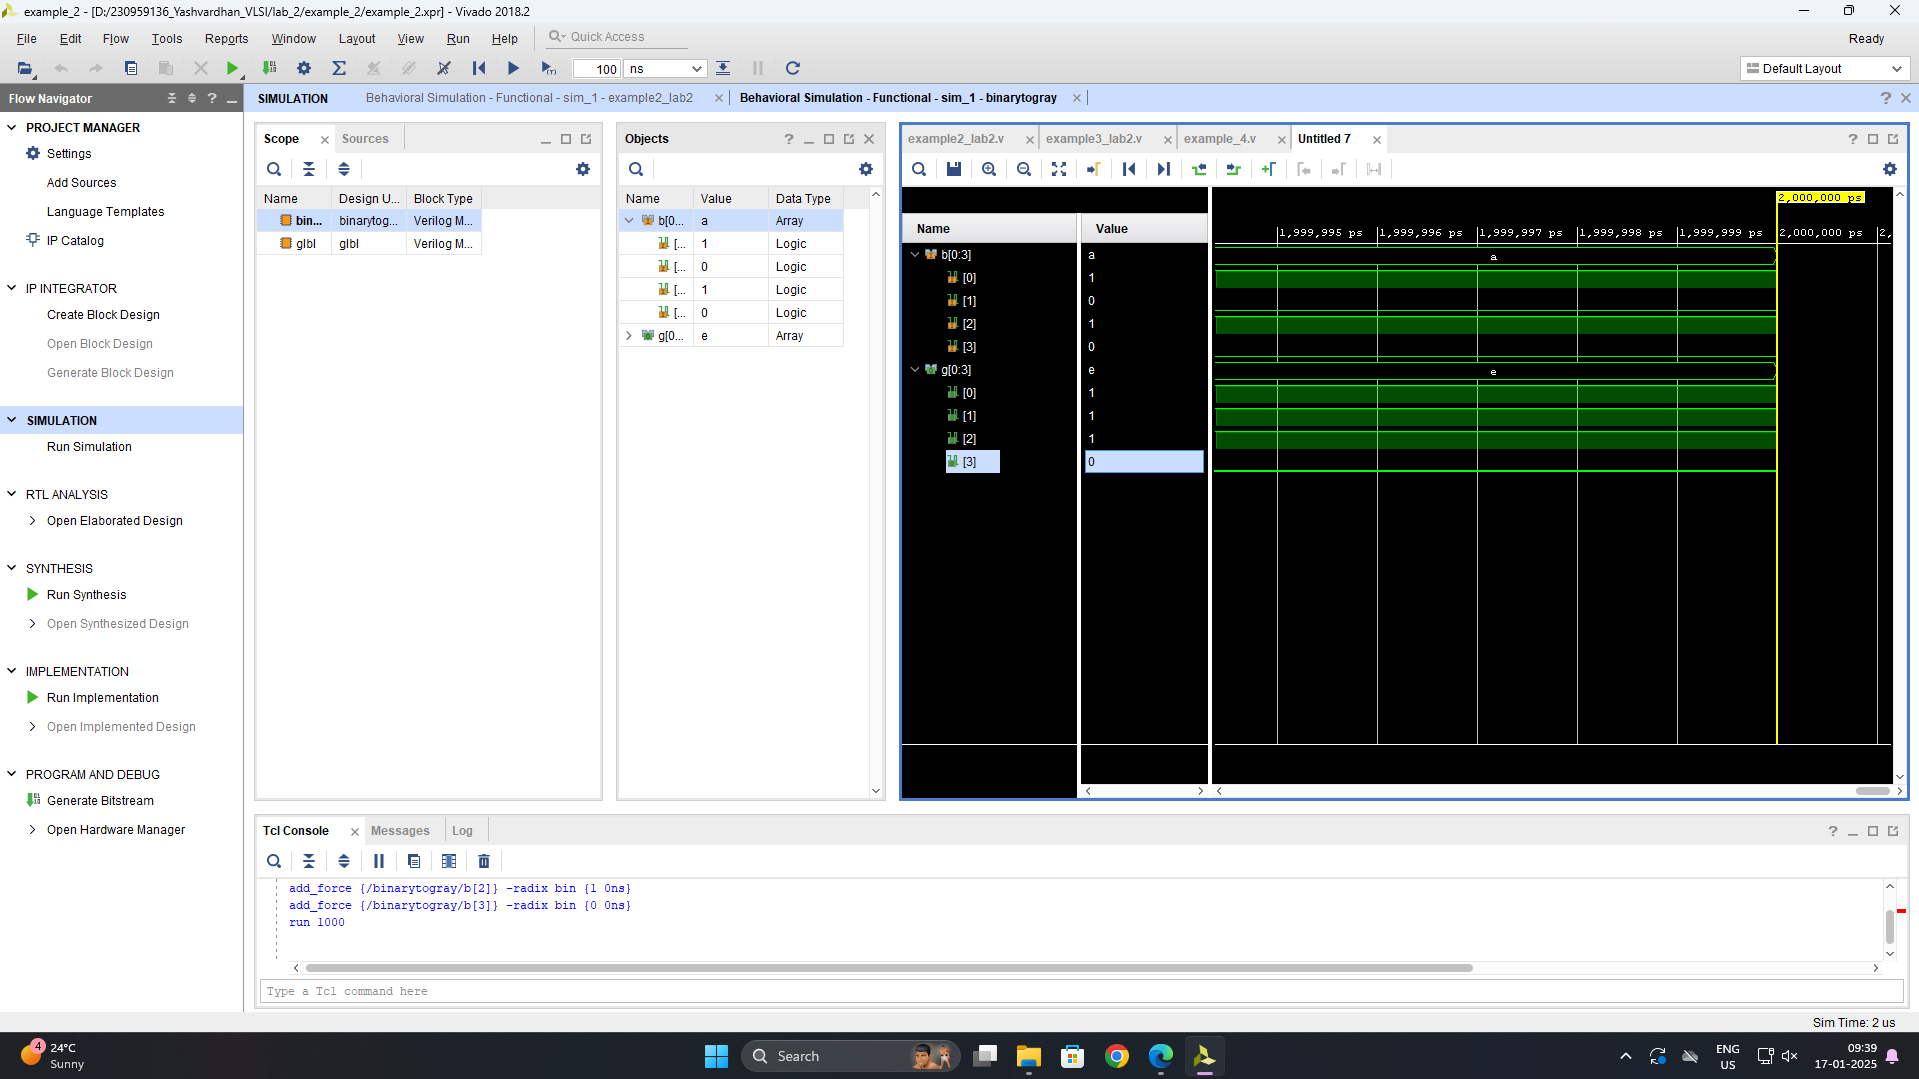 example_2 - [D:/230959136_Yashvardhan_VLSI/lab_2/example_2/example_2.xpr] - Vivado 2018.2
File Edit Flow Tools Reports Window Layout View Run Help Quick Access
Ready
100 ns
Default Layout
Flow Navigator
PROJECT MANAGER
Settings
Add Sources
Language Templates
IP Catalog
IP INTEGRATOR
Create Block Design
Open Block Design
Generate Block Design
SIMULATION
Run Simulation
RTL ANALYSIS
Open Elaborated Design
SYNTHESIS
Run Synthesis
Open Synthesized Design
IMPLEMENTATION
Run Implementation
Open Implemented Design
PROGRAM AND DEBUG
Generate Bitstream
Open Hardware Manager
SIMULATION
Behavioral Simulation - Functional - sim_1 - example2_lab2
Behavioral Simulation - Functional - sim_1 - binarytogray
Scope Sources
Name Design U... Block Type
bin... binarytog... Verilog M...
glbl glbl Verilog M...
Objects
Name Value Data Type
b[0... a Array
[... 1 Logic
[... 0 Logic
[... 1 Logic
[... 0 Logic
g[0... e Array
example2_lab2.v example3_lab2.v example_4.v Untitled 7
2,000,000 ps
Name Value
1,999,995 ps 1,999,996 ps 1,999,997 ps 1,999,998 ps 1,999,999 ps 2,000,000 ps 2,
b[0:3] a a
[0] 1
[1] 0
[2] 1
[3] 0
g[0:3] e e
[0] 1
[1] 1
[2] 1
[3] 0
Tcl Console Messages Log
add_force {/binarytogray/b[2]} -radix bin {1 0ns}
add_force {/binarytogray/b[3]} -radix bin {0 0ns}
run 1000
Type a Tcl command here
Sim Time: 2 us
4
24°C
Sunny
Search
ENG
US
09:39
17-01-2025